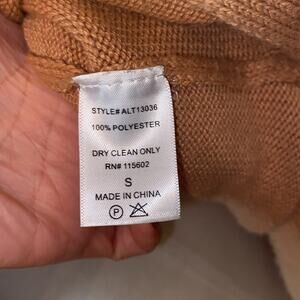 STYLE# ALT13036
100% POLYESTER
DRY CLEAN ONLY
RN# 115602
S
MADE IN CHINA
P